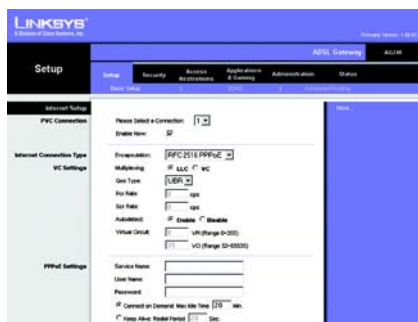 LINKSYS®
A Division of Cisco Systems, Inc.
ADSL Gateway
Setup
Setup Security Access Restrictions Applications & Gaming Administration Status
Basic Setup DDNS Advanced Routing
Internet Setup
PVC Connection
Please Select a Connection: 1
Enable Now:
Internet Connection Type
Encapsulation: RFC 2516 PPPoE
VC Settings
Multiplexing: LLC VC
Qos Type: UBR
Pcr Rate: cps
Scr Rate: cps
Autodetect: Enable Disable
Virtual Circuit: VPI (Range 0~255)
VCI (Range 32~65535)
PPPoE Settings
Service Name:
User Name:
Password:
Connect on Demand: Max Idle Time 20 Min.
Keep Alive: Redial Period Sec.
More...